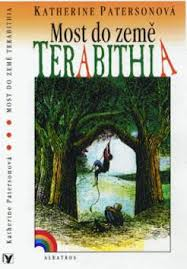 KATHERINE PATERSONOVÁ
Most do země
TERABITHIA
ALBATROS
Katherine Patersonová
MOST DO ZEMĚ TERABITHIA